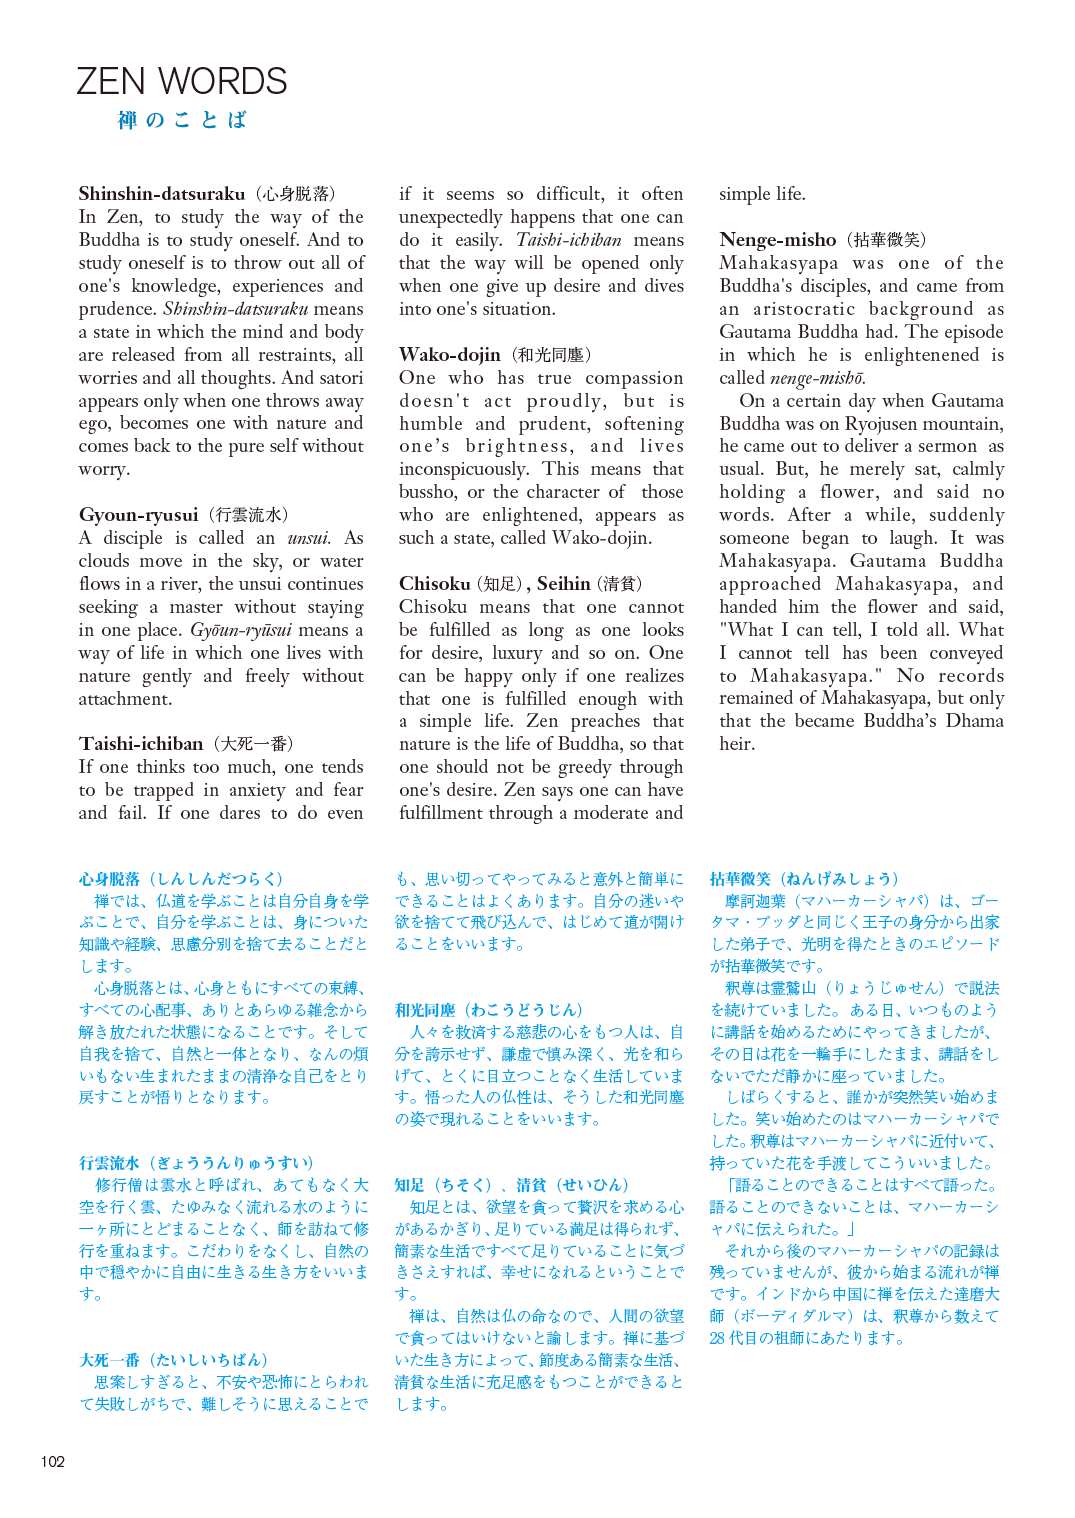 ZEN WORDS
禅のことば
Shinshin-datsuraku（心身脱落）
In Zen, to study the way of the
Buddha is to study oneself. And to
study oneself is to throw out all of
one's knowledge, experiences and
prudence. Shinshin-datsuraku means
a state in which the mind and body
are released from all restraints, all
worries and all thoughts. And satori
appears only when one throws away
ego, becomes one with nature and
comes back to the pure self without
worry.
Gyoun-ryusui（行雲流水）
A disciple is called an unsui. As
clouds move in the sky, or water
flows in a river, the unsui continues
seeking a master without staying
in one place. Gyōun-ryūsui means a
way of life in which one lives with
nature gently and freely without
attachment.
Taishi-ichiban（大死一番）
If one thinks too much, one tends
to be trapped in anxiety and fear
and fail. If one dares to do even
if it seems so difficult, it often
unexpectedly happens that one can
do it easily. Taishi-ichiban means
that the way will be opened only
when one give up desire and dives
into one's situation.
Wako-dojin（和光同塵）
One who has true compassion
doesn't act proudly, but is
humble and prudent, softening
one’s brightness, and lives
inconspicuously. This means that
bussho, or the character of those
who are enlightened, appears as
such a state, called Wako-dojin.
Chisoku（知足）, Seihin（清貧）
Chisoku means that one cannot
be fulfilled as long as one looks
for desire, luxury and so on. One
can be happy only if one realizes
that one is fulfilled enough with
a simple life. Zen preaches that
nature is the life of Buddha, so that
one should not be greedy through
one's desire. Zen says one can have
fulfillment through a moderate and
simple life.
Nenge-misho（拈華微笑）
Mahakasyapa was one of the
Buddha's disciples, and came from
an aristocratic background as
Gautama Buddha had. The episode
in which he is enlightenened is
called nenge-mishō.
On a certain day when Gautama
Buddha was on Ryojusen mountain,
he came out to deliver a sermon as
usual. But, he merely sat, calmly
holding a flower, and said no
words. After a while, suddenly
someone began to laugh. It was
Mahakasyapa. Gautama Buddha
approached Mahakasyapa, and
handed him the flower and said,
"What I can tell, I told all. What
I cannot tell has been conveyed
to Mahakasyapa." No records
remained of Mahakasyapa, but only
that the became Buddha’s Dhama
heir.
心身脱落（しんしんだつらく）
禅では、仏道を学ぶことは自分自身を学
ぶことで、自分を学ぶことは、身についた
知識や経験、思慮分別を捨て去ることだと
します。
心身脱落とは、心身ともにすべての束縛、
すべての心配事、ありとあらゆる雑念から
解き放たれた状態になることです。そして
自我を捨て、自然と一体となり、なんの煩
いもない生まれたままの清浄な自己をとり
戻すことが悟りとなります。
行雲流水（ぎょううんりゅうすい）
修行僧は雲水と呼ばれ、あてもなく大
空を行く雲、たゆみなく流れる水のように
一ヶ所にとどまることなく、師を訪ねて修
行を重ねます。こだわりをなくし、自然の
中で穏やかに自由に生きる生き方をいいま
す。
大死一番（たいしいちばん）
思案しすぎると、不安や恐怖にとらわれ
て失敗しがちで、難しそうに思えることで
も、思い切ってやってみると意外と簡単に
できることはよくあります。自分の迷いや
欲を捨てて飛び込んで、はじめて道が開け
ることをいいます。
和光同塵（わこうどうじん）
人々を救済する慈悲の心をもつ人は、自
分を誇示せず、謙虚で慎み深く、光を和ら
げて、とくに目立つことなく生活していま
す。悟った人の仏性は、そうした和光同塵
の姿で現れることをいいます。
知足（ちそく）、清貧（せいひん）
知足とは、欲望を貪って贅沢を求める心
があるかぎり、足りている満足は得られず、
簡素な生活ですべて足りていることに気づ
きさえすれば、幸せになれるということで
す。
禅は、自然は仏の命なので、人間の欲望
で貪ってはいけないと諭します。禅に基づ
いた生き方によって、節度ある簡素な生活、
清貧な生活に充足感をもつことができると
します。
拈華微笑（ねんげみしょう）
摩訶迦葉（マハーカーシャパ）は、ゴー
タマ・ブッダと同じく王子の身分から出家
した弟子で、光明を得たときのエピソード
が拈華微笑です。
釈尊は霊鷲山（りょうじゅせん）で説法
を続けていました。ある日、いつものよう
に講話を始めるためにやってきましたが、
その日は花を一輪手にしたまま、講話をし
ないでただ静かに座っていました。
しばらくすると、誰かが突然笑い始めま
した。笑い始めたのはマハーカーシャパで
した。釈尊はマハーカーシャパに近付いて、
持っていた花を手渡してこういいました。
「語ることのできることはすべて語った。
語ることのできないことは、マハーカーシ
ャパに伝えられた。」
それから後のマハーカーシャパの記録は
残っていませんが、彼から始まる流れが禅
です。インドから中国に禅を伝えた達磨大
師（ボーディダルマ）は、釈尊から数えて
28代目の祖師にあたります。
102